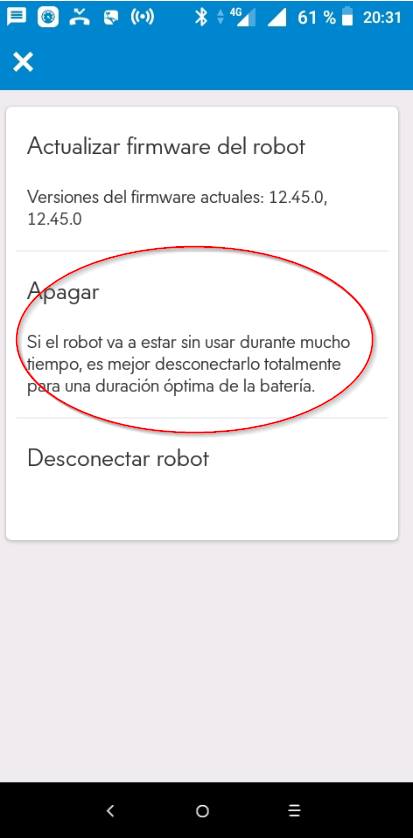 4G 61 % 20:31
Actualizar firmware del robot
Versiones del firmware actuales: 12.45.0,
12.45.0
Apagar
Si el robot va a estar sin usar durante mucho
tiempo, es mejor desconectarlo totalmente
para una duración óptima de la batería.
Desconectar robot